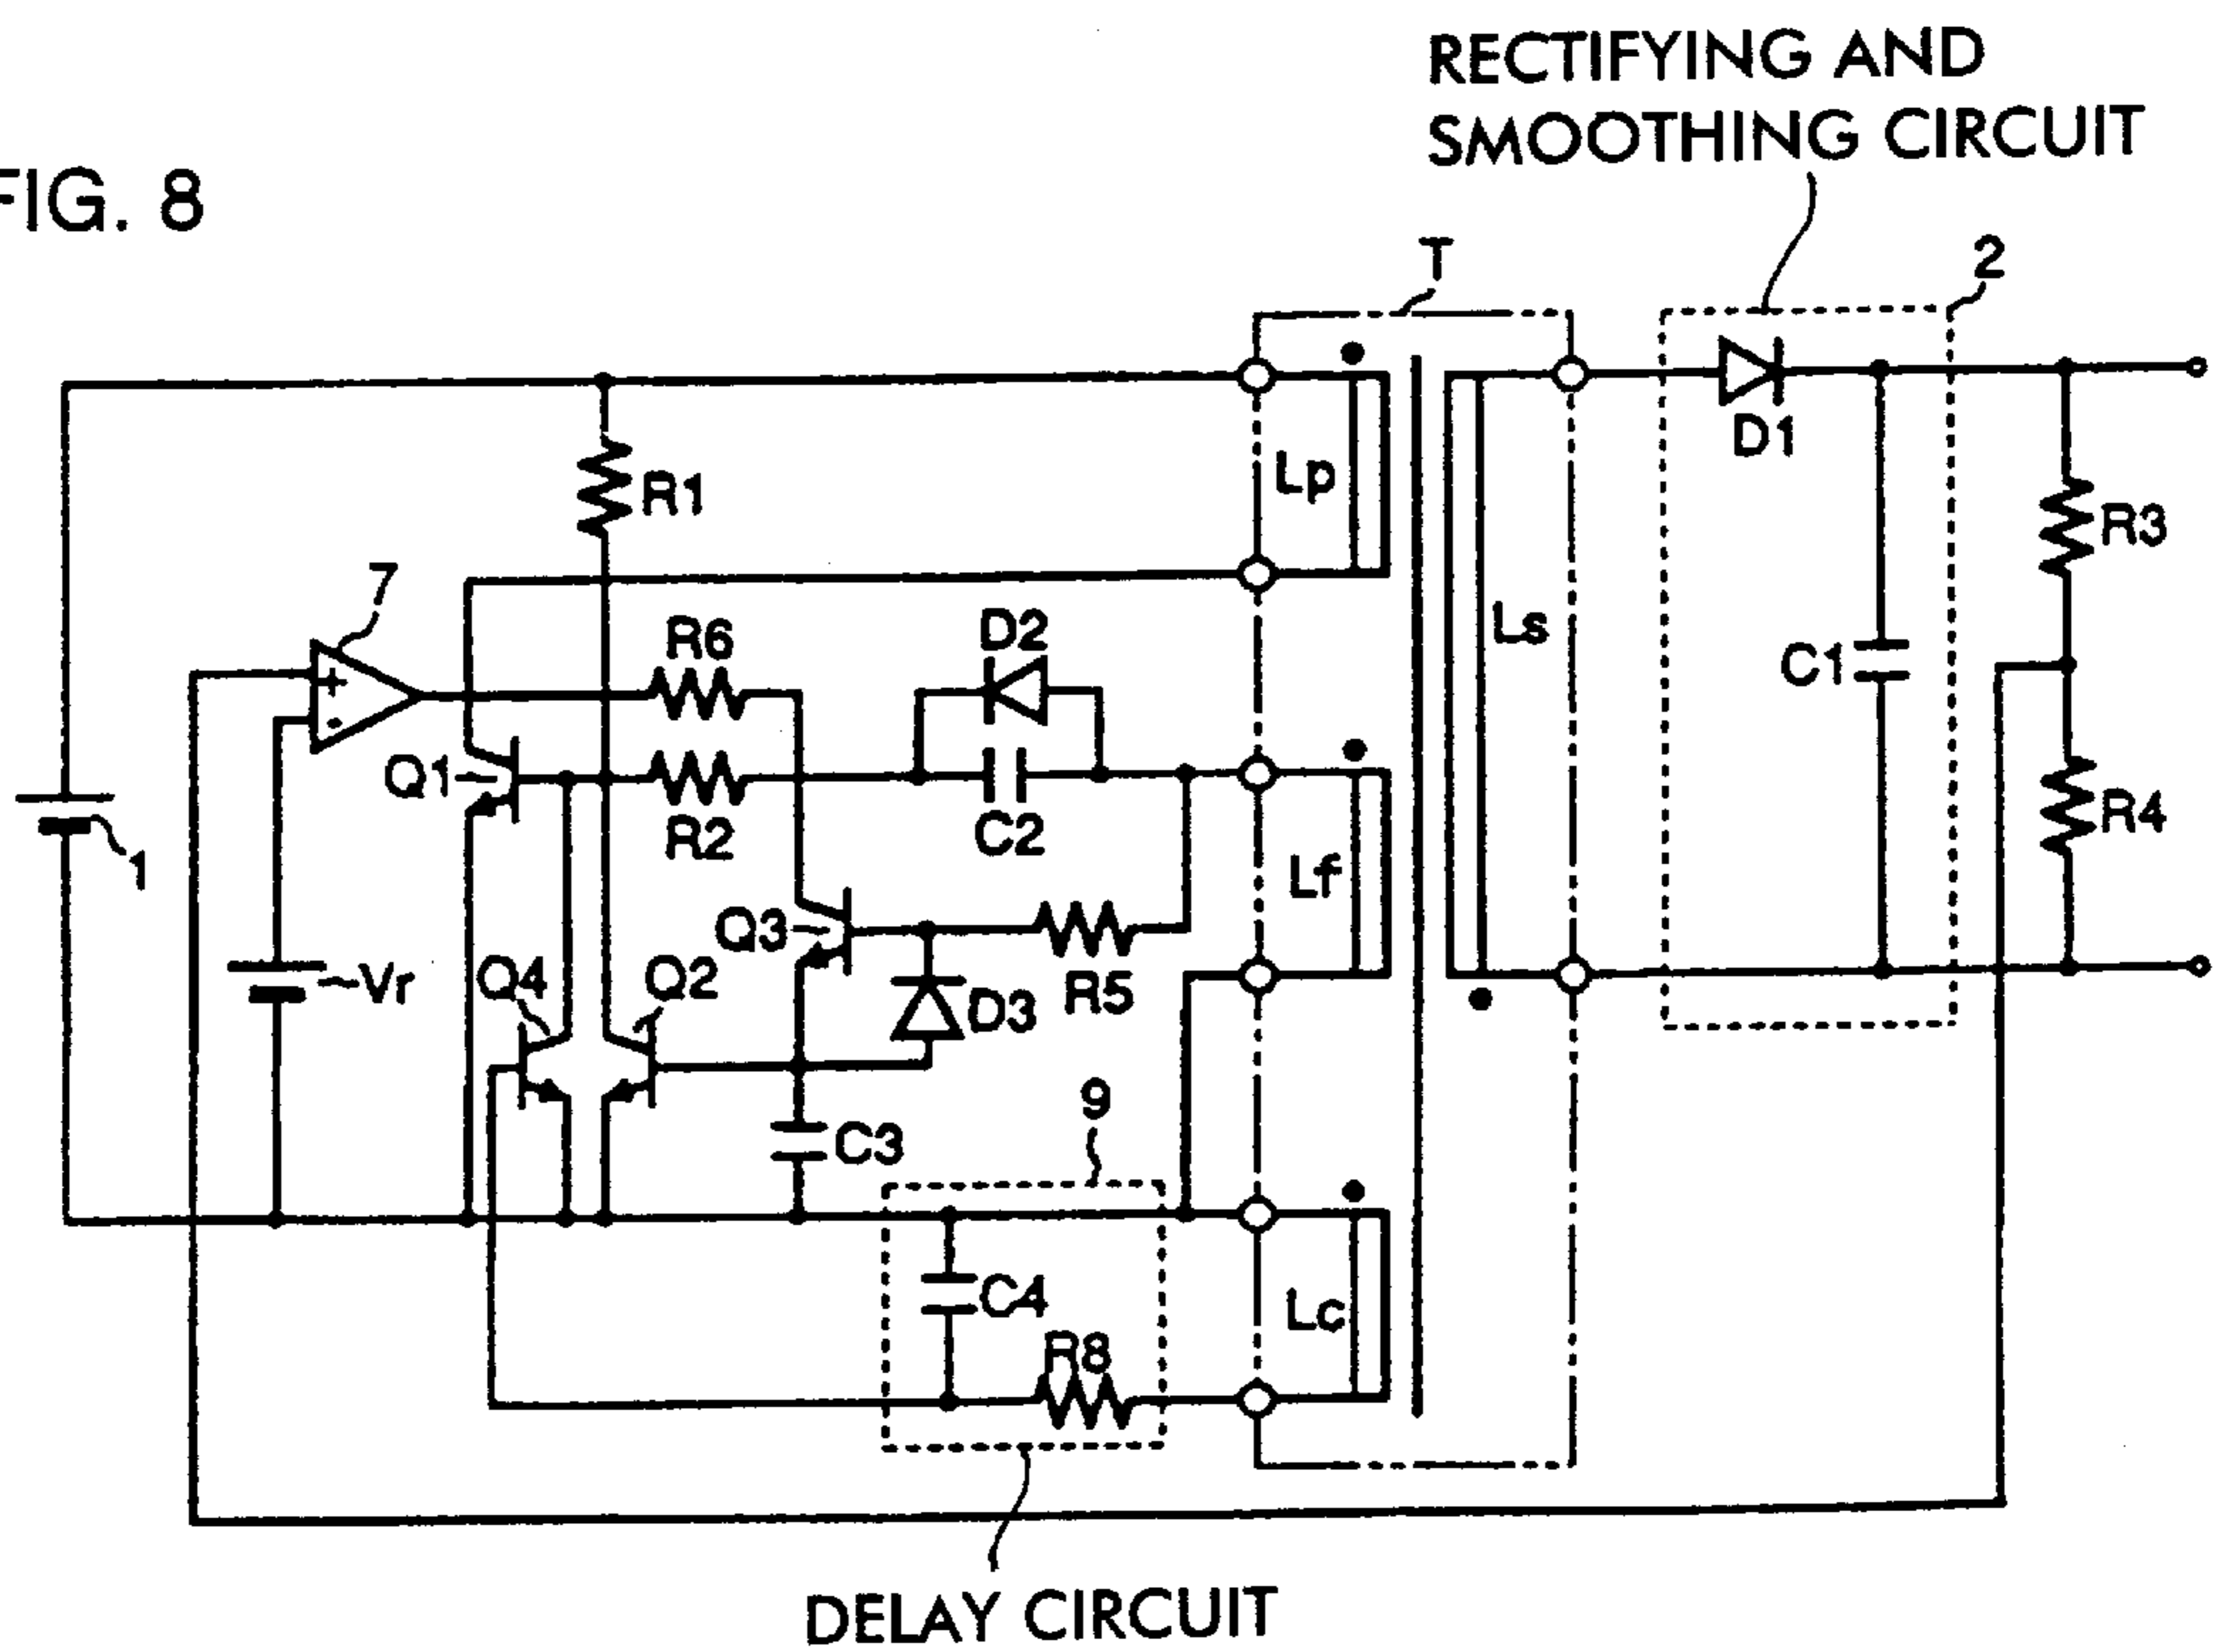 RECTIFYING AND
SMOOTHING CIRCUIT
FIG. 8
T
2
D1
Lp
R1
R3
7
D2
R6
Ls
C1
+
-
Q1
R2
C2
R4
1
Lf
Q3
Vr
Q4
Q2
D3
R5
9
C3
C4
Lc
R8
DELAY CIRCUIT